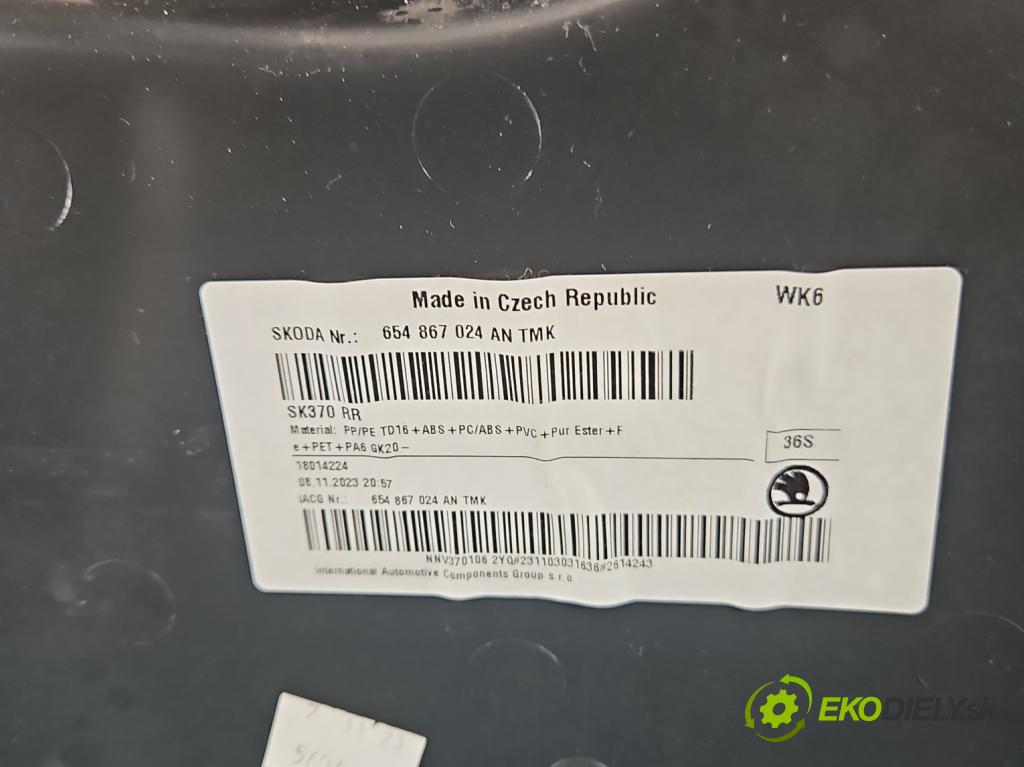 Made in Czech Republic
WK6
SKODA Nr.: 654 867 024 AN TMK
SK370 RR
Material: PP/PE TD16+ABS+PC/ABS+PVC+Pur Ester+F
e+PET+PA6 GK20-
36S
18014224
08.11.2023 20:57
IACG Nr.: 654 867 024 AN TMK
NNV370106 2YQ#231103031636#2614243
International Automotive Components Group s.r.o
EKODIELY.sk